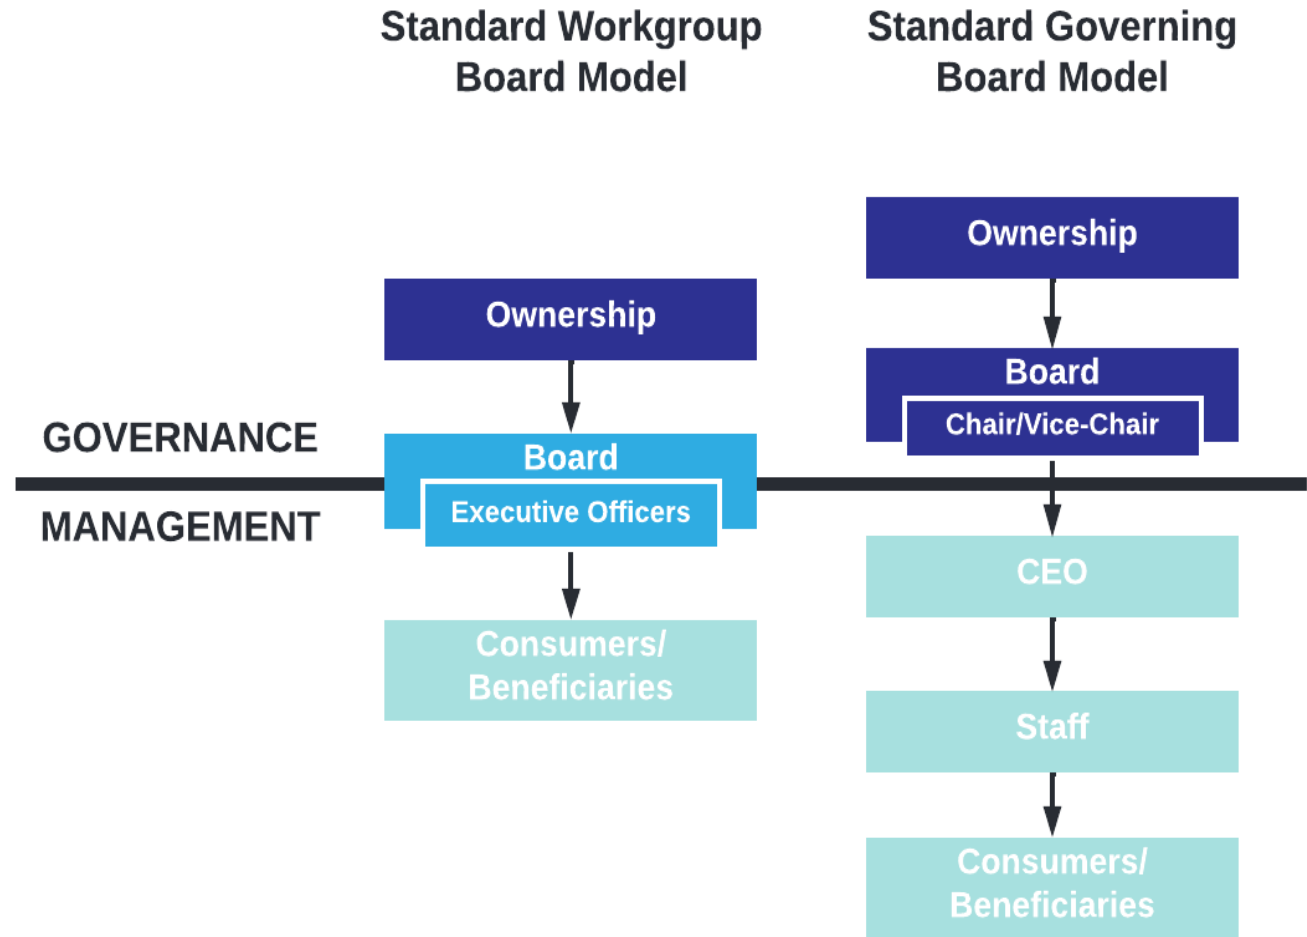 Standard Workgroup
Board Model
Standard Governing
Board Model
GOVERNANCE
MANAGEMENT
Ownership
Board
Executive Officers
Consumers/
Beneficiaries
Ownership
Board
Chair/Vice-Chair
CEO
Staff
Consumers/
Beneficiaries